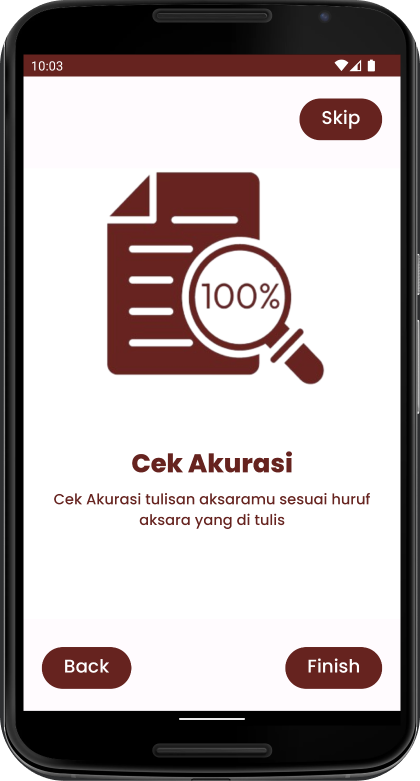 10:03
Skip
100%
Cek Akurasi
Cek Akurasi tulisan aksaramu sesuai huruf
aksara yang di tulis
Back
Finish